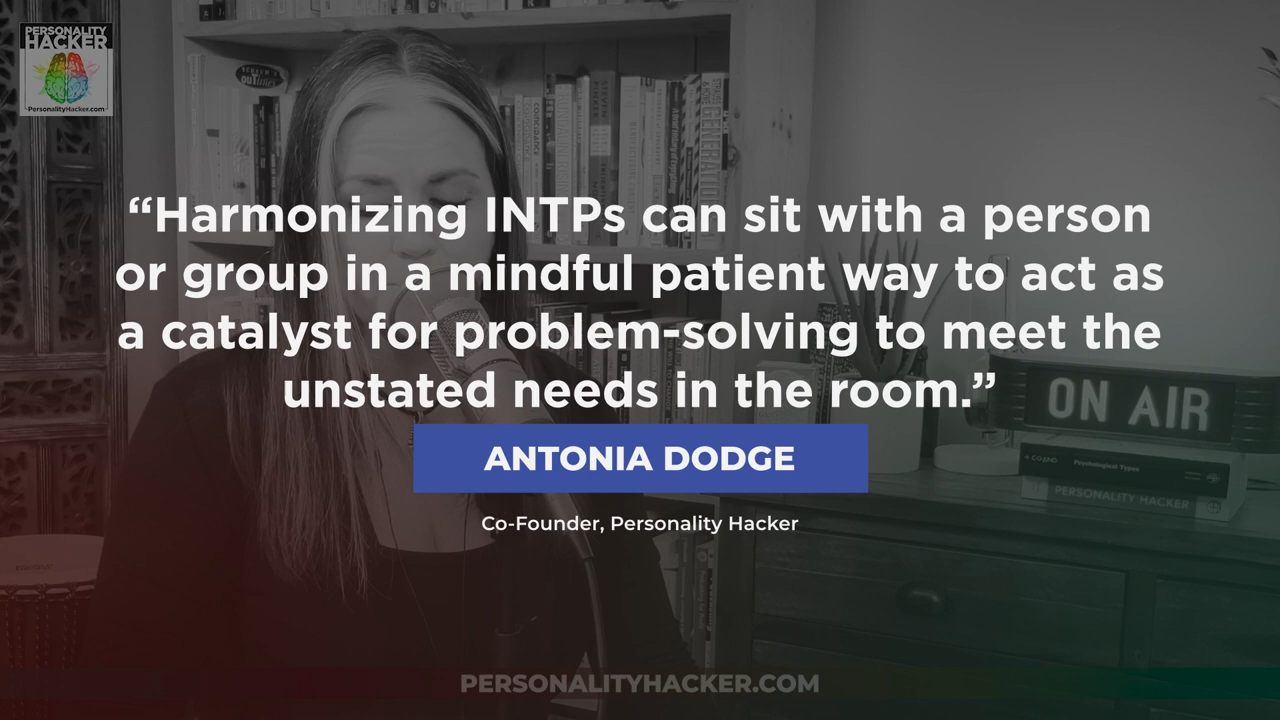 PERSONALITY
HACKER
PersonalityHacker.com
“Harmonizing INTPs can sit with a person
or group in a mindful patient way to act as
a catalyst for problem-solving to meet the
unstated needs in the room.”
ON AIR
ANTONIA DODGE
Psychological Types
PERSONALITY HACKER
Co-Founder, Personality Hacker
PERSONALITYHACKER.COM